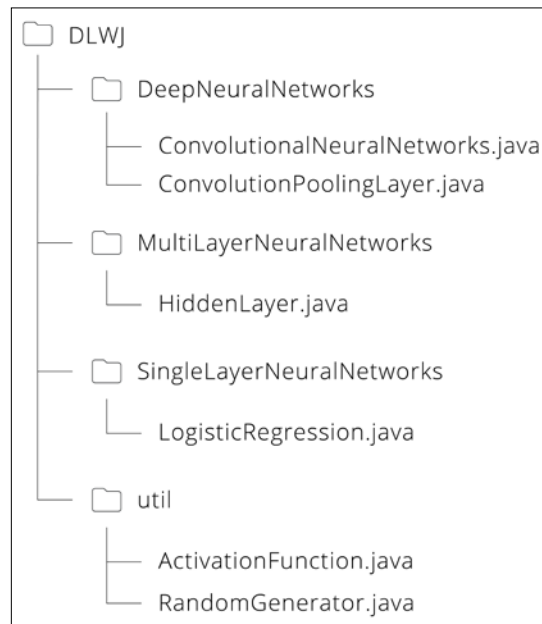 DLWJ
DeepNeuralNetworks
ConvolutionalNeuralNetworks.java
ConvolutionPoolingLayer.java
MultiLayerNeuralNetworks
HiddenLayer.java
SingleLayerNeuralNetworks
LogisticRegression.java
util
ActivationFunction.java
RandomGenerator.java